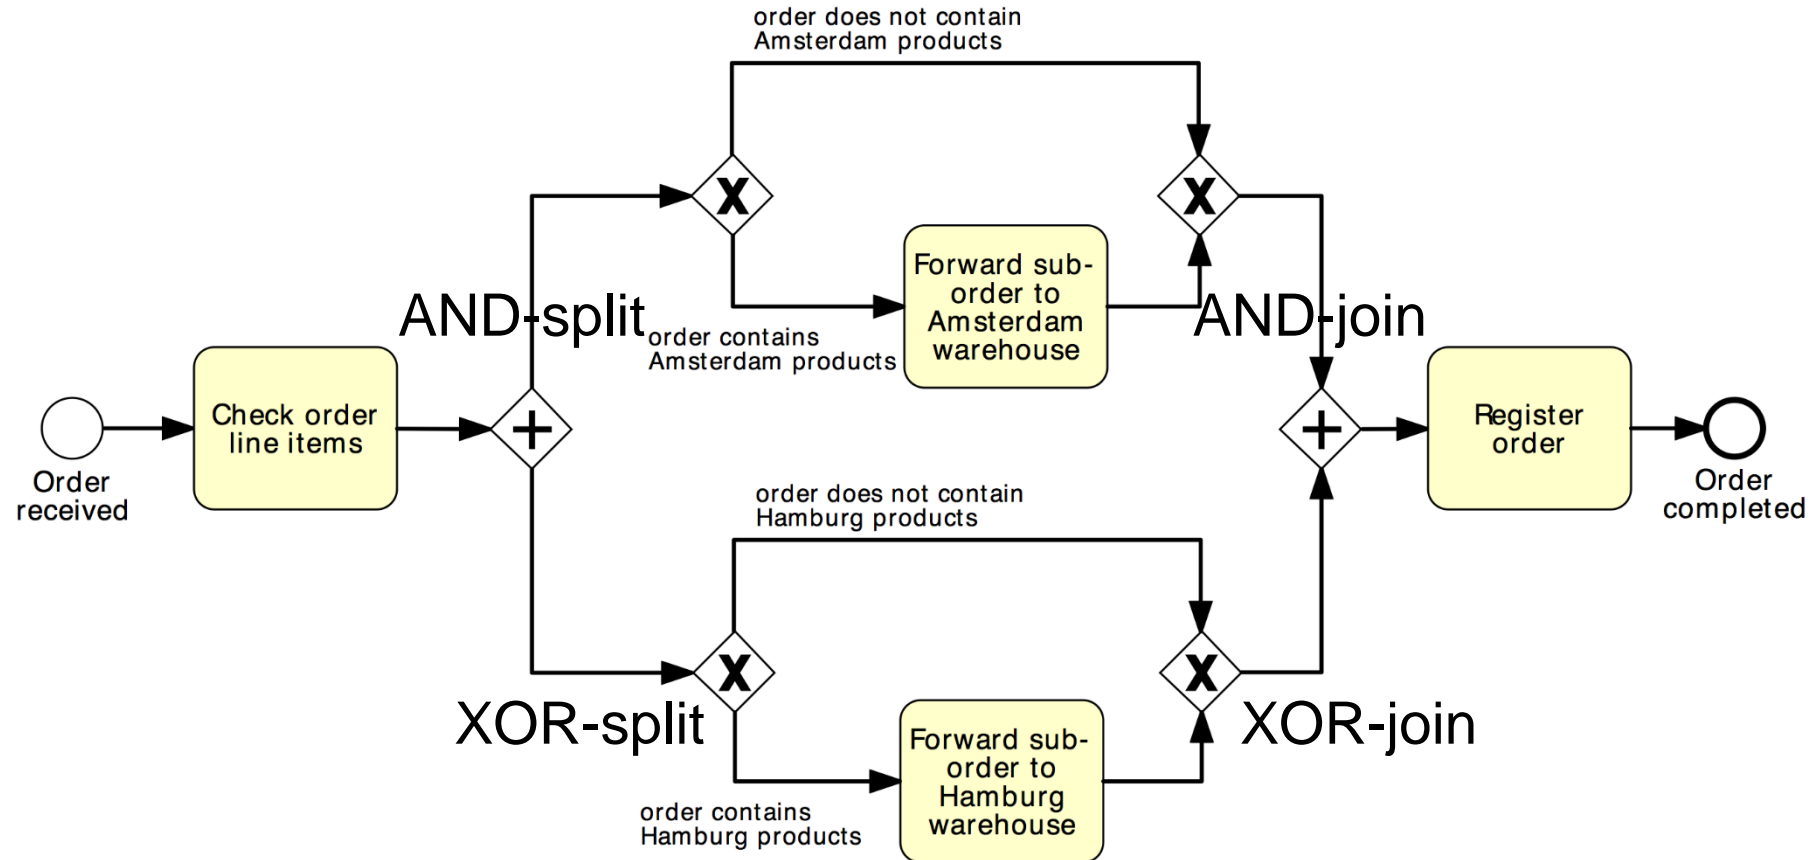 order does not contain
Amsterdam products
Forward sub-
order to
Amsterdam
warehouse
AND-split
AND-join
order contains
Amsterdam products
Check order
line items
Register
order
Order
received
Order
completed
order does not contain
Hamburg products
XOR-split
XOR-join
Forward sub-
order to
Hamburg
warehouse
order contains
Hamburg products